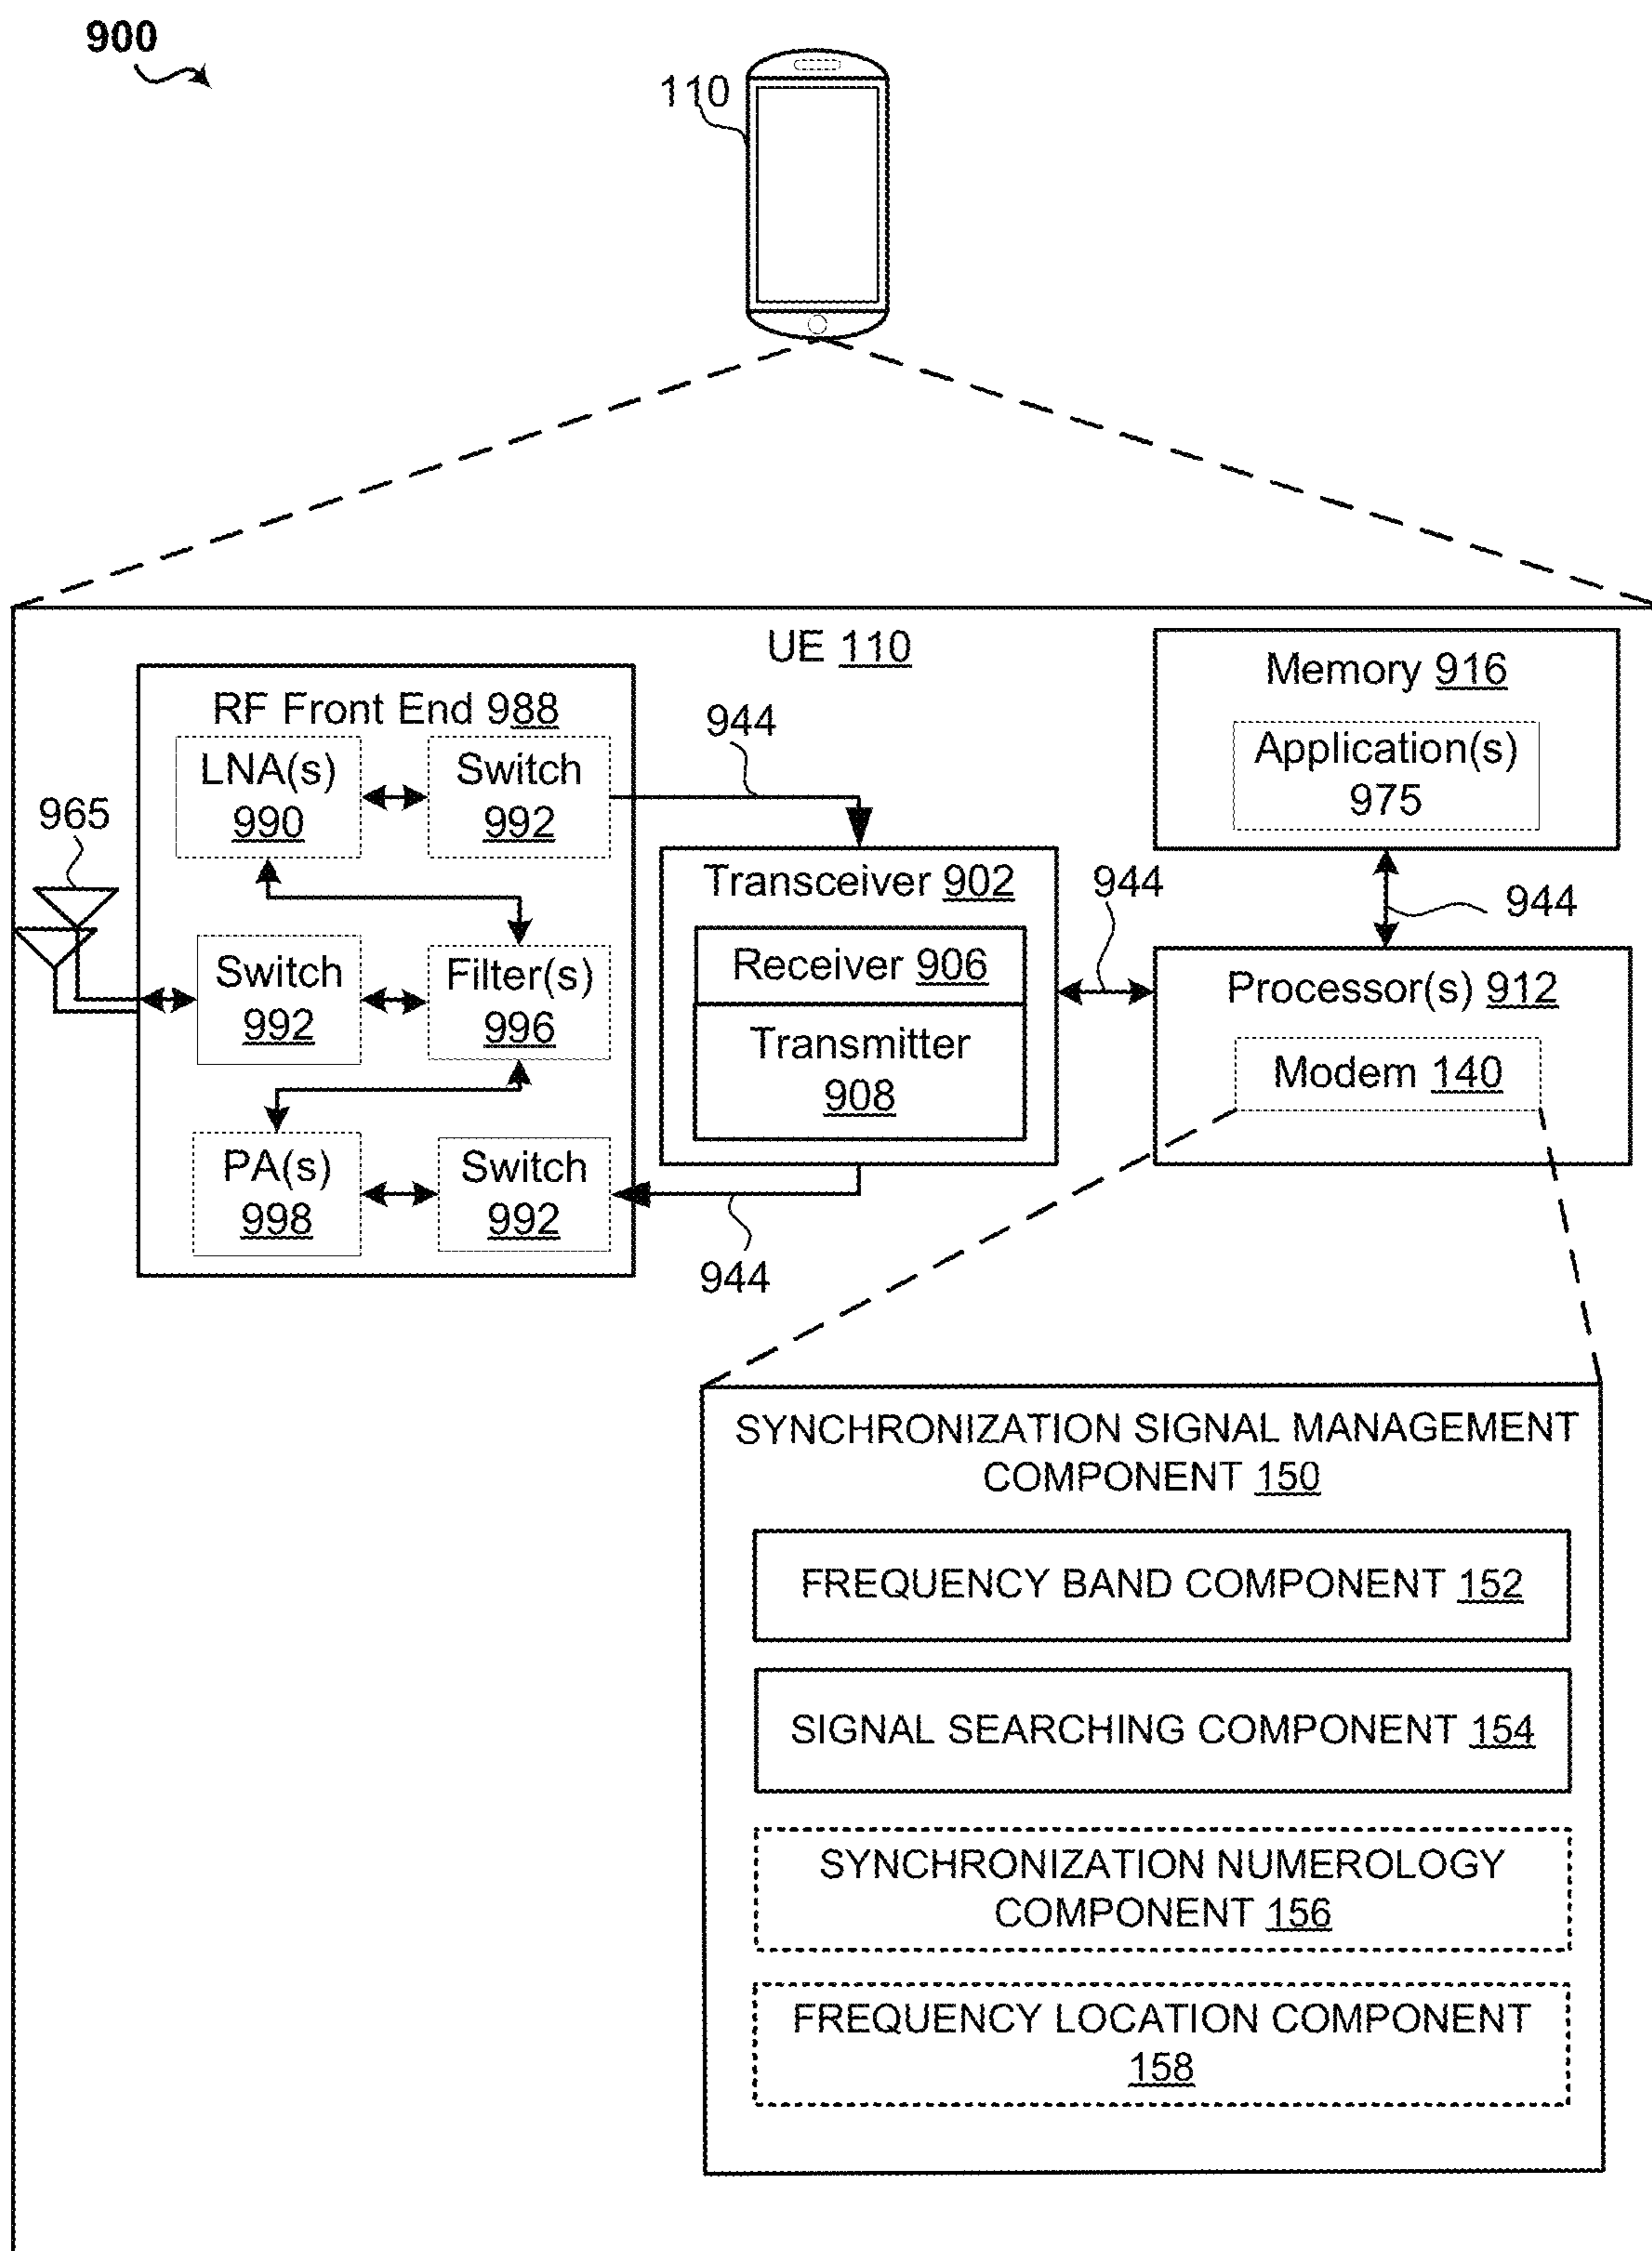 900
110
UE 110
RF Front End 988
LNA(s)
990
Switch
992
944
965
Switch
992
Filter(s)
996
PA(s)
998
Switch
992
944
Transceiver 902
Receiver 906
Transmitter
908
944
Memory 916
Application(s)
975
944
Processor(s) 912
Modem 140
SYNCHRONIZATION SIGNAL MANAGEMENT
COMPONENT 150
FREQUENCY BAND COMPONENT 152
SIGNAL SEARCHING COMPONENT 154
SYNCHRONIZATION NUMEROLOGY
COMPONENT 156
FREQUENCY LOCATION COMPONENT
158